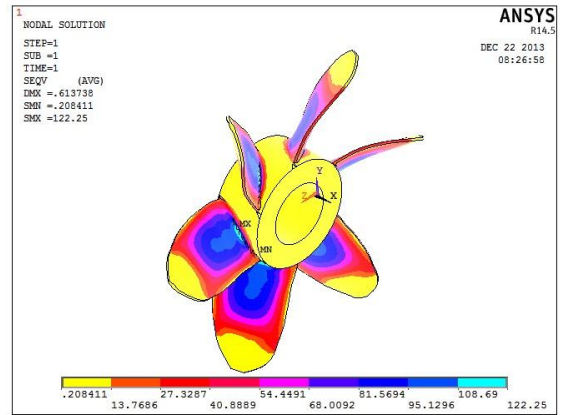 1
NODAL SOLUTION
STEP=1
SUB =1
TIME=1
SEQV (AVG)
DMX =.613738
SMN =.208411
SMX =122.25
ANSYS
R14.5
DEC 22 2013
08:26:58
Y
Z X
MX
MN
.208411 27.3287 54.4491 81.5694 108.69
13.7686 40.8889 68.0092 95.1296 122.25